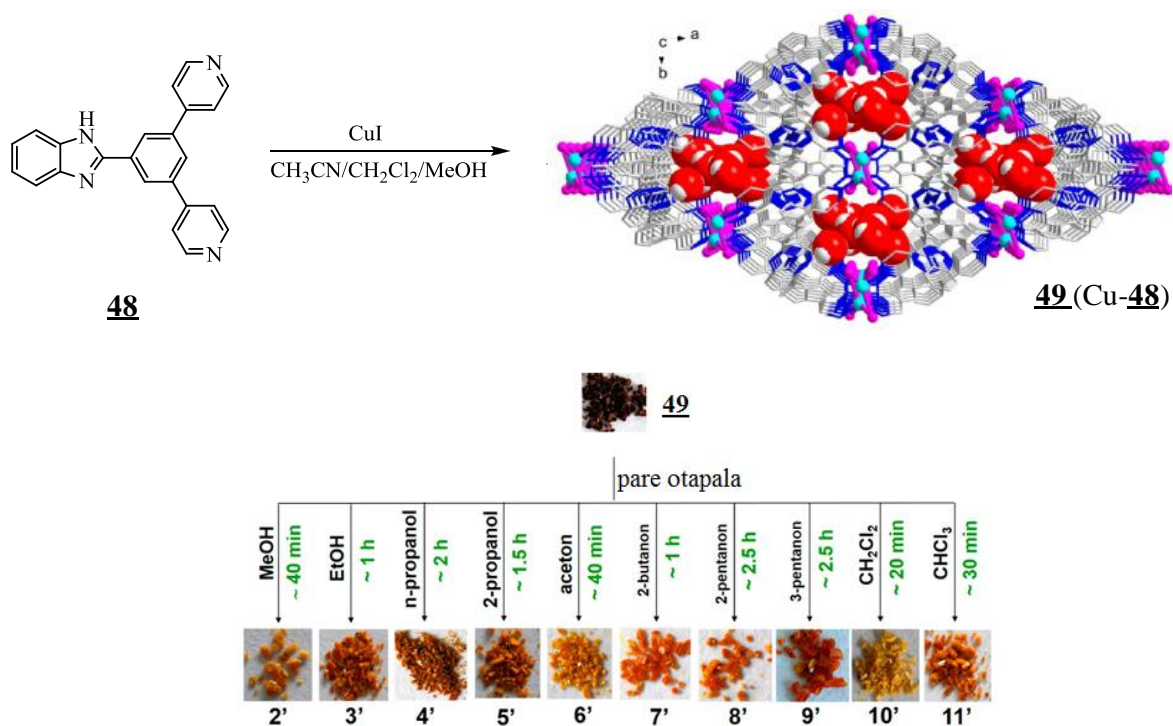 N
NH
N
N
48
CuI
CH₃CN/CH₂Cl₂/MeOH
c a
b
49 (Cu-48)
49
pare otapala
MeOH
~ 40 min
EtOH
~ 1 h
n-propanol
~ 2 h
2-propanol
~ 1.5 h
aceton
~ 40 min
2-butanon
~ 1 h
2-pentanon
~ 2.5 h
3-pentanon
~ 2.5 h
CH₂Cl₂
~ 20 min
CHCl₃
~ 30 min
2' 3' 4' 5' 6' 7' 8' 9' 10' 11'